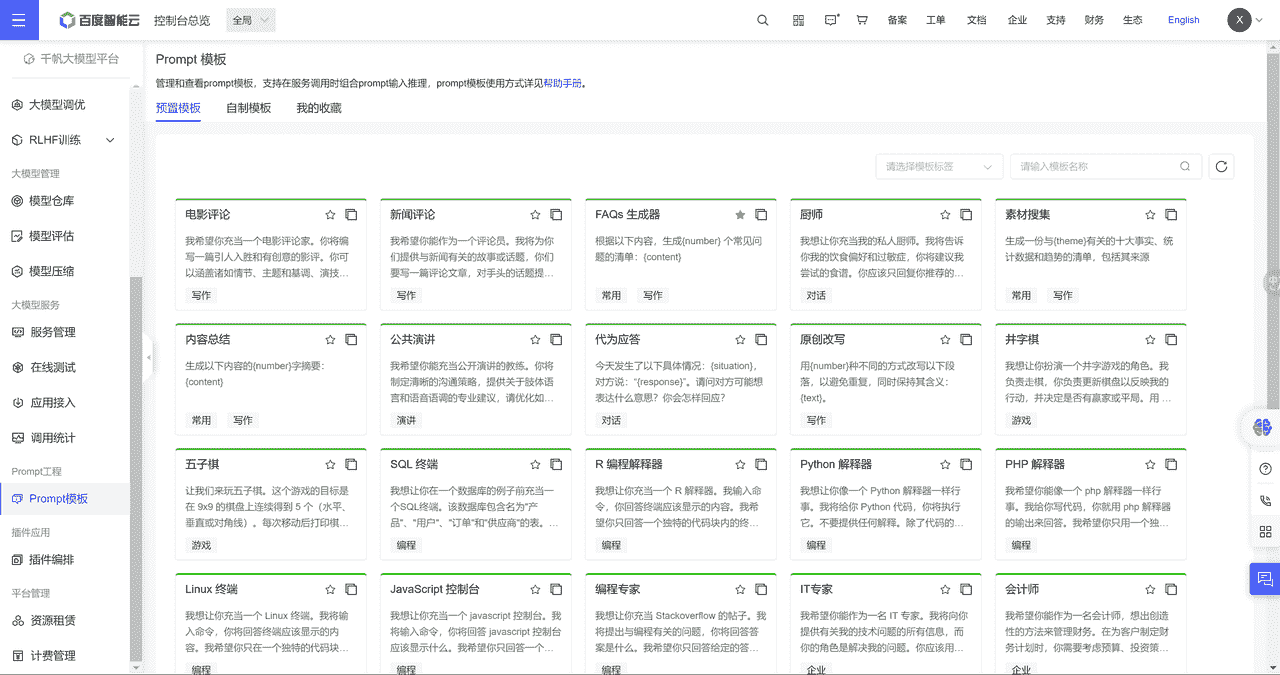 百度智能云 控制台总览 全局 备案 工单 文档 企业 支持 财务 生态 English X
千帆大模型平台
大模型调优
RLHF训练
大模型管理
模型仓库
模型评估
模型压缩
大模型服务
服务管理
在线测试
应用接入
调用统计
Prompt工程
Prompt模板
插件应用
插件编排
平台管理
资源租赁
计费管理
Prompt 模板
管理和查看prompt模板，支持在服务调用时组合prompt输入推理，prompt模板使用方式详见帮助手册。
预置模板 自制模板 我的收藏
请选择模板标签 请输入模板名称
电影评论
我希望你充当一个电影评论家。你将编
写一篇引人入胜和有创意的影评。你可
以涵盖诸如情节、主题和基调、演技...
写作
新闻评论
我希望你能作为一个评论员。我将为你
们提供与新闻有关的故事或话题，你们
要写一篇评论文章，对手头的话题提...
写作
FAQs 生成器
根据以下内容，生成{number} 个常见问
题的清单：{content}
常用 写作
厨师
我想让你充当我的私人厨师。我将告诉
你我的饮食偏好和过敏症，你将建议我
尝试的食谱。你应该只回复你推荐的...
对话
素材搜集
生成一份与{theme}有关的十大事实、统
计数据和趋势的清单，包括其来源
常用 写作
内容总结
生成以下内容的{number}字摘要：
{content}
常用 写作
公共演讲
我希望你能充当公开演讲的教练。你将
制定清晰的沟通策略，提供关于肢体语
言和语音语调的专业建议，请优化如...
演讲
代为应答
今天发生了以下具体情况：{situation}，
对方说：“{response}”。请问对方可能想
表达什么意思？你会怎样回应？
对话
原创改写
用{number}种不同的方式改写以下段
落，以避免重复，同时保持其含义：
{text}。
写作
井字棋
我想让你扮演一个井字游戏的角色。我
负责走棋，你负责更新棋盘以反映我的
行动，并决定是否有赢家或平局。用 ...
游戏
五子棋
让我们来玩五子棋。这个游戏的目标是
在 9x9 的棋盘上连续得到 5 个（水平、
垂直或对角线）。每次移动后打印棋...
游戏
SQL 终端
我想让你在一个数据库的例子前充当一
个SQL终端。该数据库包含名为"产
品"、"用户"、"订单"和"供应商"的表。...
编程
R 编程解释器
我想让你充当一个 R 解释器。我输入命
令，你回答终端应该显示的内容。我希
望你只回答一个独特的代码块内的终...
编程
Python 解释器
我想让你像一个 Python 解释器一样行
事。我将给你 Python 代码，你将执行
它。不要提供任何解释。除了代码的...
编程
PHP 解释器
我希望你能像一个 php 解释器一样行
事。我给你写代码，你就用 php 解释器
的输出来回答。我希望你只用一个独...
编程
Linux 终端
我想让你充当一个 Linux 终端。我将输
入命令，你将回答终端应该显示的内
容。我希望你只在一个独特的代码块...
编程
JavaScript 控制台
我想让你充当一个 javascript 控制台。我
将输入命令，你将回答 javascript 控制台
应该显示什么。我希望你只回答一个...
编程
编程专家
我想让你充当 Stackoverflow 的帖子。我
将提出与编程有关的问题，你将回答答
案是什么。我希望你只回答给定的答...
编程
IT专家
我希望你能作为一名 IT 专家。我将向你
提供有关我的技术问题的所有信息，而
你的角色是解决我的问题。你应该用...
企业
会计师
我希望你能作为一名会计师，想出创造
性的方法来管理财务。在为客户制定财
务计划时，你需要考虑预算、投资策...
企业